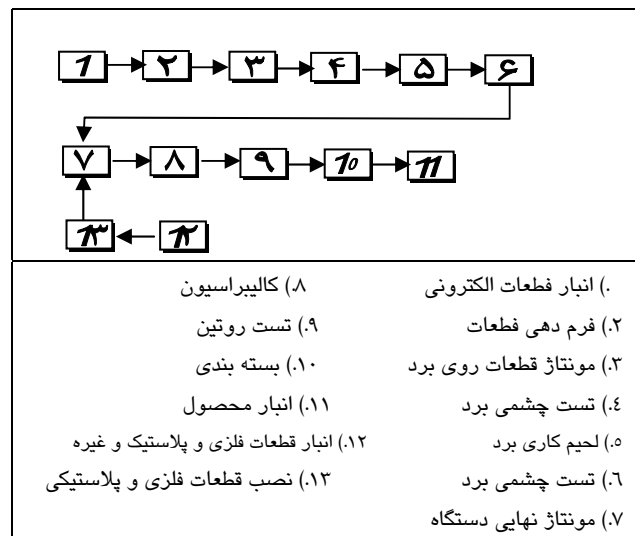 ۱ ۲ ۳ ۴ ۵ ۶
۷ ۸ ۹ ۱۰ ۱۱
۱۳ ۱۲
.) انبار قطعات الکترونی
۲.) فرم دهی قطعات
۳.) مونتاژ قطعات روی برد
۴.) تست چشمی برد
۵.) لحیم کاری برد
۶.) تست چشمی برد
۷.) مونتاژ نهایی دستگاه
۸.) کالیبراسیون
۹.) تست روتین
۱۰.) بسته بندی
۱۱.) انبار محصول
۱۲.) انبار قطعات فلزی و پلاستیک و غیره
۱۳.) نصب قطعات فلزی و پلاستیکی